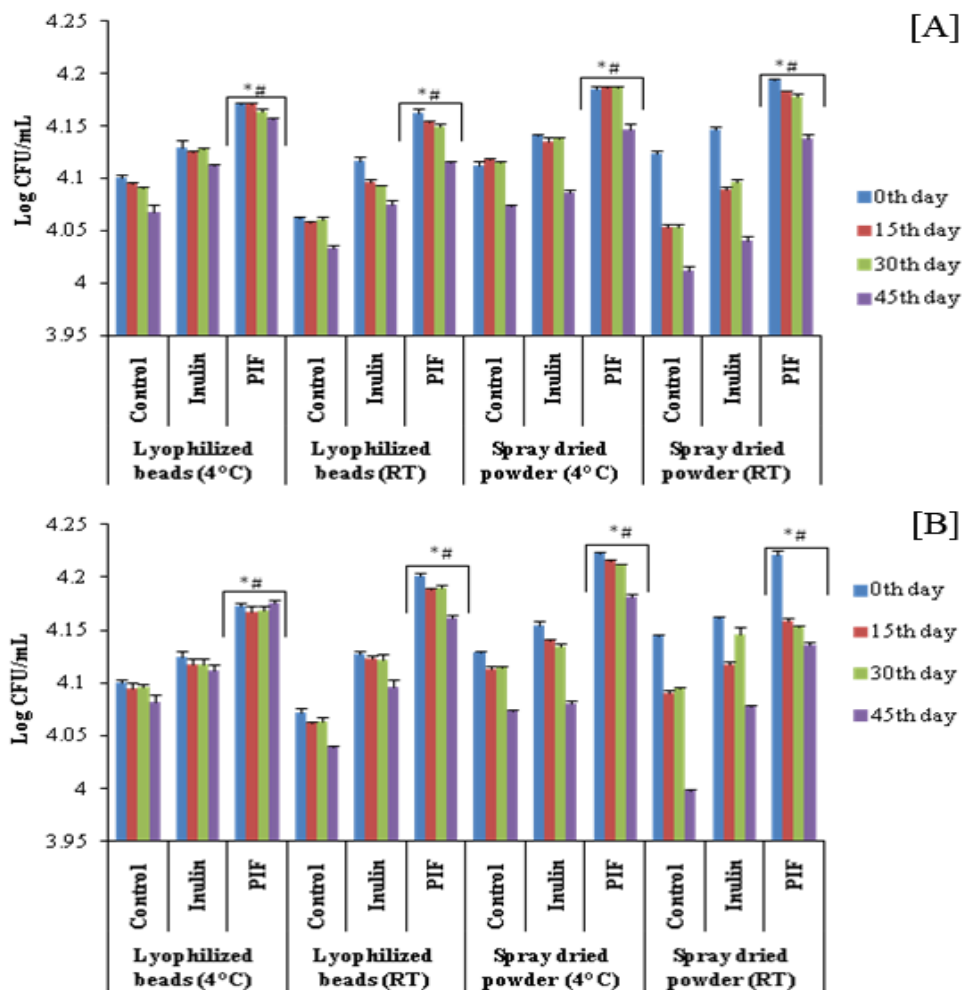 [A]
4.25
4.2
4.15
4.1
4.05
4
3.95
Log CFU/mL
*#
*#
*#
*#
0th day
15th day
30th day
45th day
Control
Inulin
PIF
Control
Inulin
PIF
Control
Inulin
PIF
Control
Inulin
PIF
Lyophilized beads (4°C)
Lyophilized beads (RT)
Spray dried powder (4°C)
Spray dried powder (RT)
[B]
4.25
4.2
4.15
4.1
4.05
4
3.95
Log CFU/mL
*#
*#
*#
*#
0th day
15th day
30th day
45th day
Control
Inulin
PIF
Control
Inulin
PIF
Control
Inulin
PIF
Control
Inulin
PIF
Lyophilized beads (4°C)
Lyophilized beads (RT)
Spray dried powder (4°C)
Spray dried powder (RT)